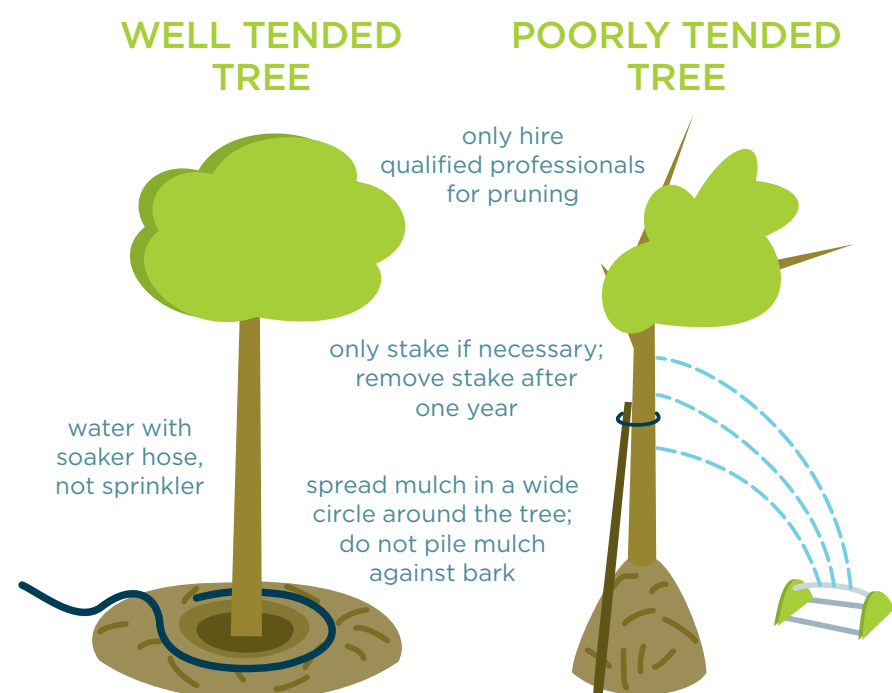 WELL TENDED
TREE
POORLY TENDED
TREE
only hire
qualified professionals
for pruning
only stake if necessary;
remove stake after
one year
water with
soaker hose,
not sprinkler
spread mulch in a wide
circle around the tree;
do not pile mulch
against bark